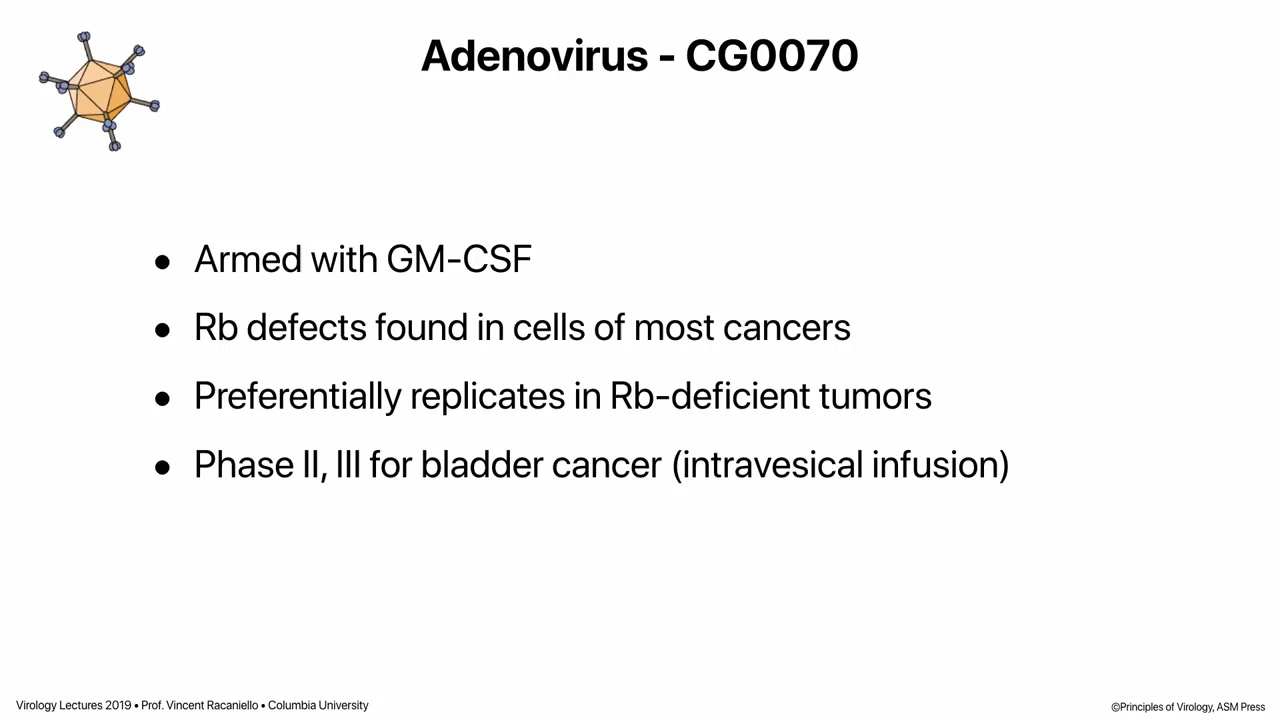 Adenovirus - CG0070
• Armed with GM-CSF
• Rb defects found in cells of most cancers
• Preferentially replicates in Rb-deficient tumors
• Phase II, III for bladder cancer (intravesical infusion)
Virology Lectures 2019 • Prof. Vincent Racaniello • Columbia University
©Principles of Virology, ASM Press